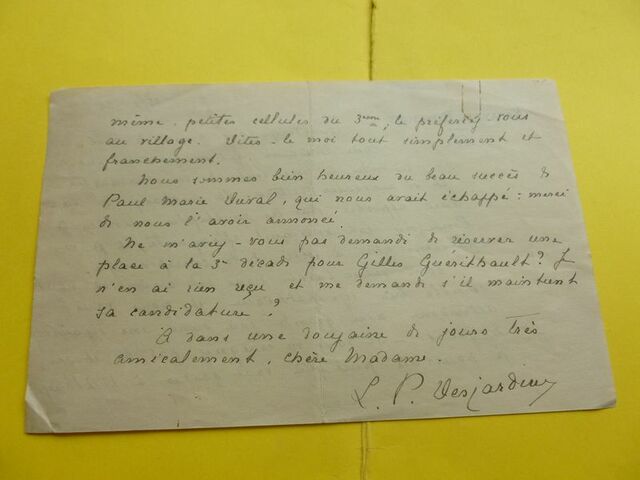 même petites cellules du 3ème, le préférez-vous
au village. Dites-le moi tout simplement et
franchement.
Nous sommes bien heureux du beau succès de
Paul Marie Duval, qui nous avait échappé : merci
de nous l'avoir annoncé.
Ne m'avez-vous pas demandé de réserver une
place à la 3e décade pour Gilles Guérithault ? Je
n'en ai rien reçu et me demande s'il maintient
sa candidature ?
A dans une douzaine de jours très
amicalement, chère Madame.
L. P. Desjardins